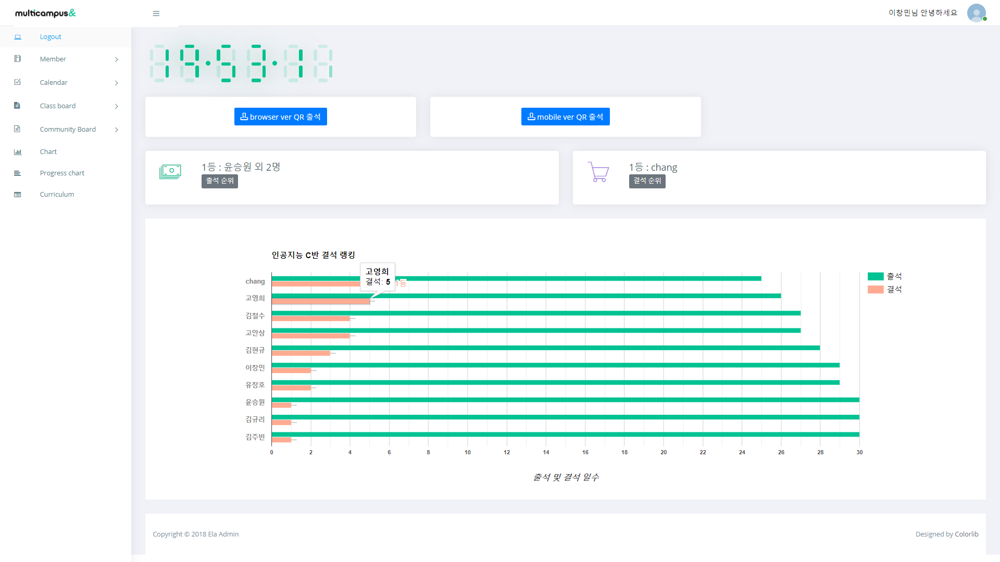 multicampus&
이창민님 안녕하세요
Logout
Member
Calendar
Class board
Community Board
Chart
Progress chart
Curriculum
browser ver QR 출석
mobile ver QR 출석
1등 : 윤승원 외 2명
출석 순위
1등 : chang
결석 순위
인공지능 C반 결석 랭킹
고영희
결석: 5
1등
출석
결석
chang
고영희
김철수
고안상
김현규
이창민
유창호
윤승원
김규리
김주빈
0 2 4 6 8 10 12 14 16 18 20 22 24 26 28 30
출석 및 결석 일수
Copyright © 2018 Ela Admin
Designed by Colorlib